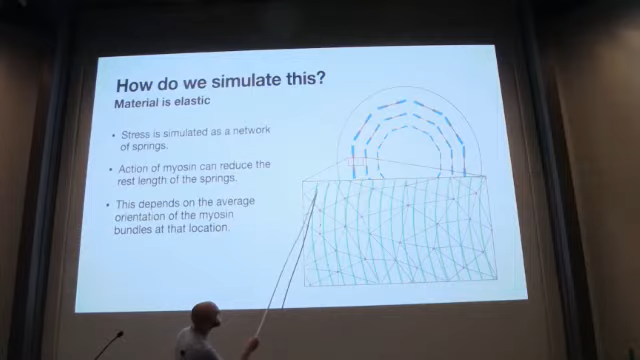 How do we simulate this?
Material is elastic
• Stress is simulated as a network
of springs.
• Action of myosin can reduce the
rest length of the springs.
• This depends on the average
orientation of the myosin
bundles at that location.